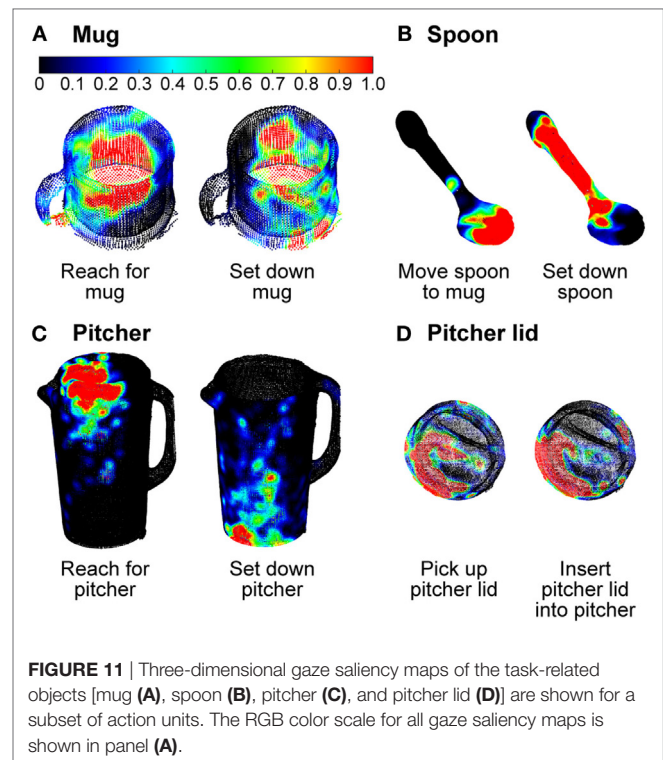 A Mug
B Spoon
0 0.1 0.2 0.3 0.4 0.5 0.6 0.7 0.8 0.9 1.0
Reach for
mug
Set down
mug
Move spoon
to mug
Set down
spoon
C Pitcher
D Pitcher lid
Reach for
pitcher
Set down
pitcher
Pick up
pitcher lid
Insert
pitcher lid
into pitcher
FIGURE 11 | Three-dimensional gaze saliency maps of the task-related
objects [mug (A), spoon (B), pitcher (C), and pitcher lid (D)] are shown for a
subset of action units. The RGB color scale for all gaze saliency maps is
shown in panel (A).